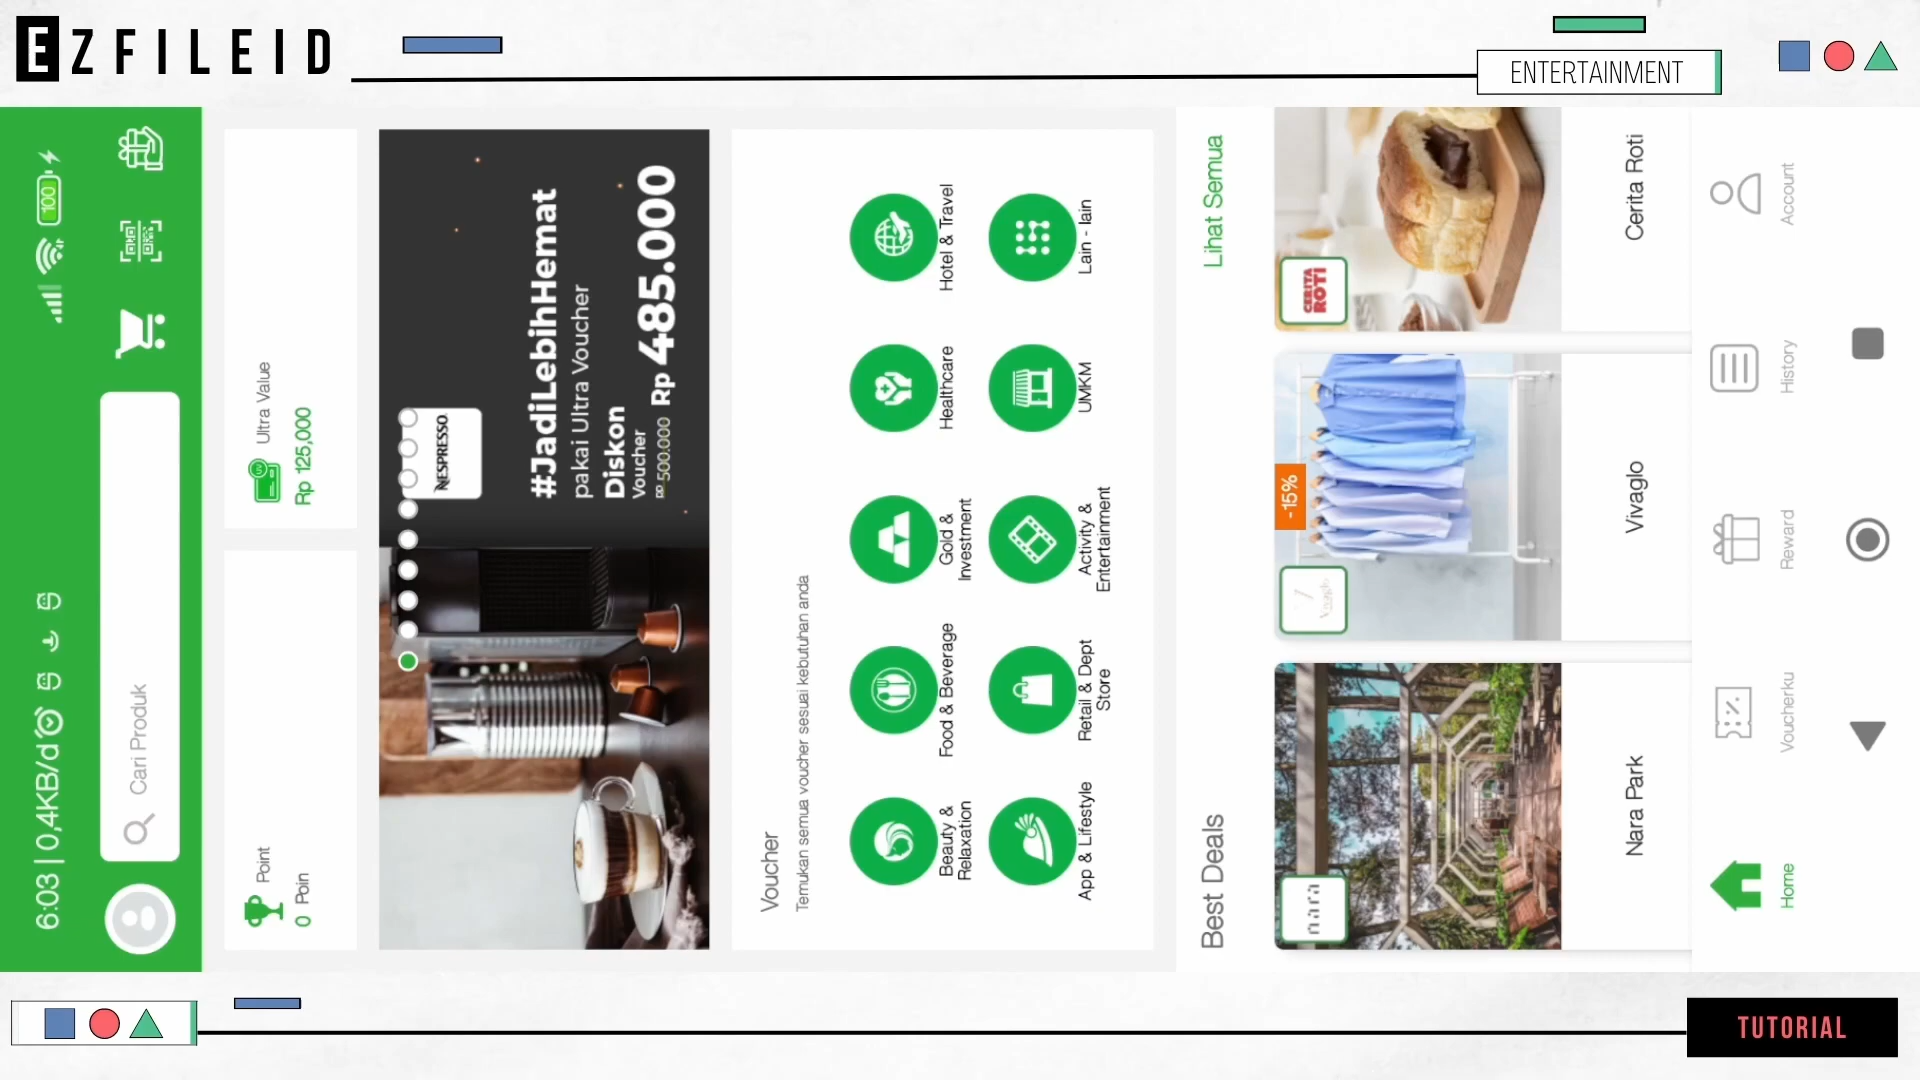 EZFILEID
ENTERTAINMENT
6:03 | 0,4KB/d
100
Cari Produk
Point
0 Poin
Ultra Value
Rp 125,000
NESPRESSO
#JadiLebihHemat
pakai Ultra Voucher
Diskon
Voucher
Rp 500.000 Rp 485.000
Voucher
Temukan semua voucher sesuai kebutuhan anda
Beauty &
Relaxation
Food & Beverage
Gold &
Investment
Healthcare
Hotel & Travel
App & Lifestyle
Retail & Dept
Store
Activity &
Entertainment
UMKM
Lain - lain
Best Deals
Lihat Semua
nara
-15%
CERITA
ROTI
Nara Park
Vivaglo
Cerita Roti
Home
Voucherku
Reward
History
Account
TUTORIAL